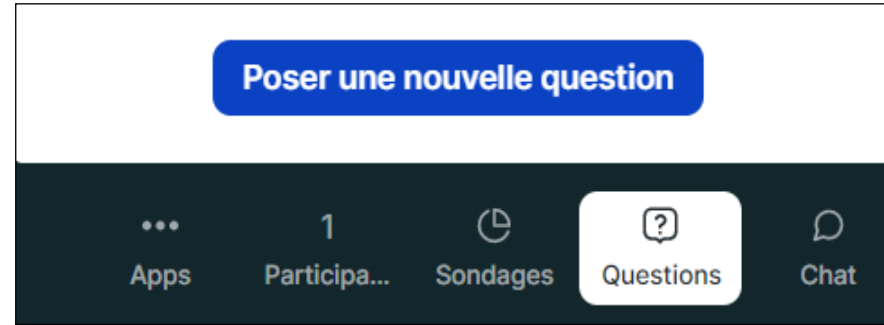 Poser une nouvelle question
1
Apps Participa... Sondages Questions Chat